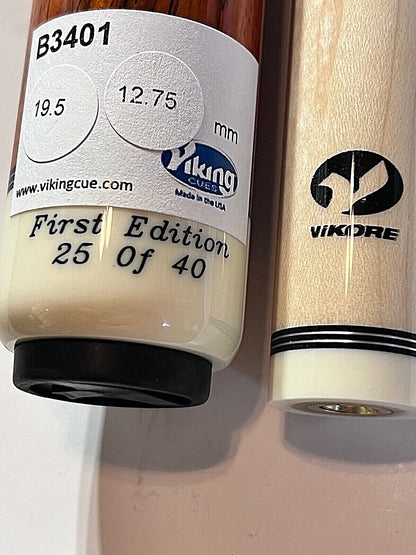 B3401
19.5
12.75
mm
Viking
CUES
www.vikingcue.com
Made in the USA
First Edition
25 Of 40
ViKORE